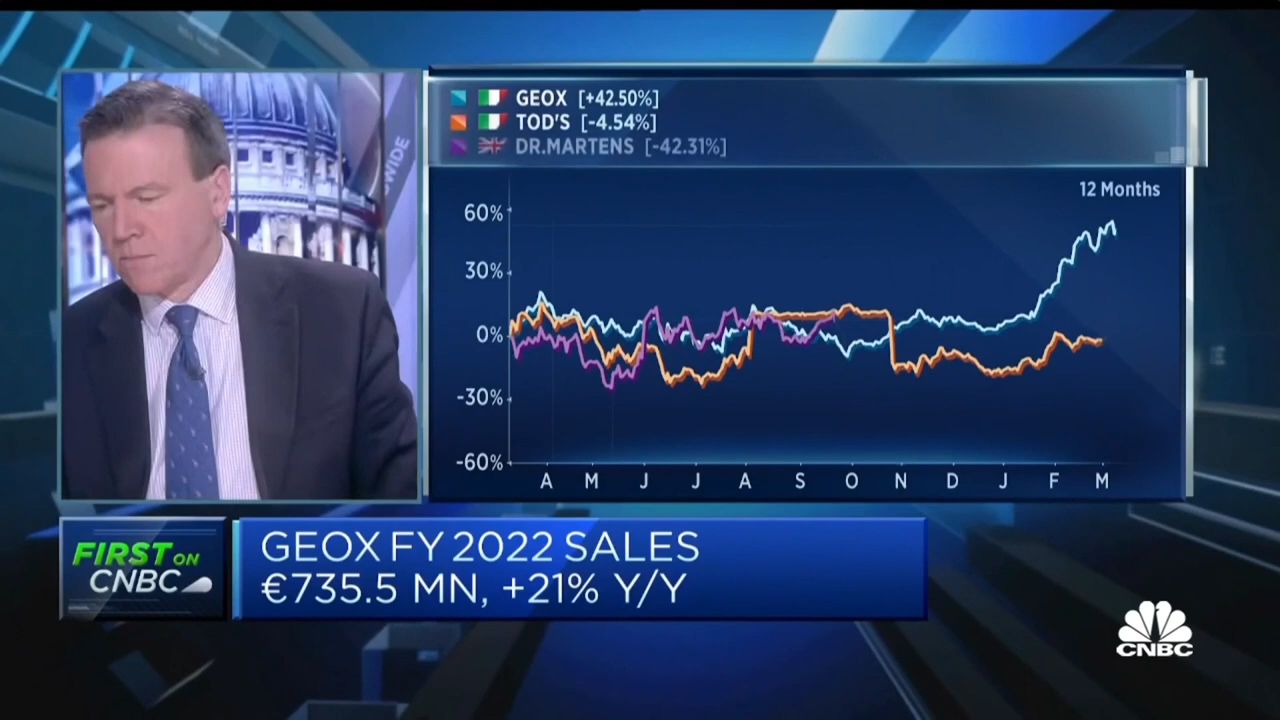 GEOX [+42.50%]
TOD'S [-4.54%]
DR.MARTENS [-42.31%]
12 Months
60%
30%
0%
-30%
-60%
A M J J A S O N D J F M
WIDE
FIRST ON
CNBC
GEOX FY 2022 SALES
€735.5 MN, +21% Y/Y
CNBC